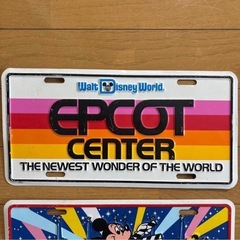 Walt Disney World.
EPCOT
CENTER
THE NEWEST WONDER OF THE WORLD